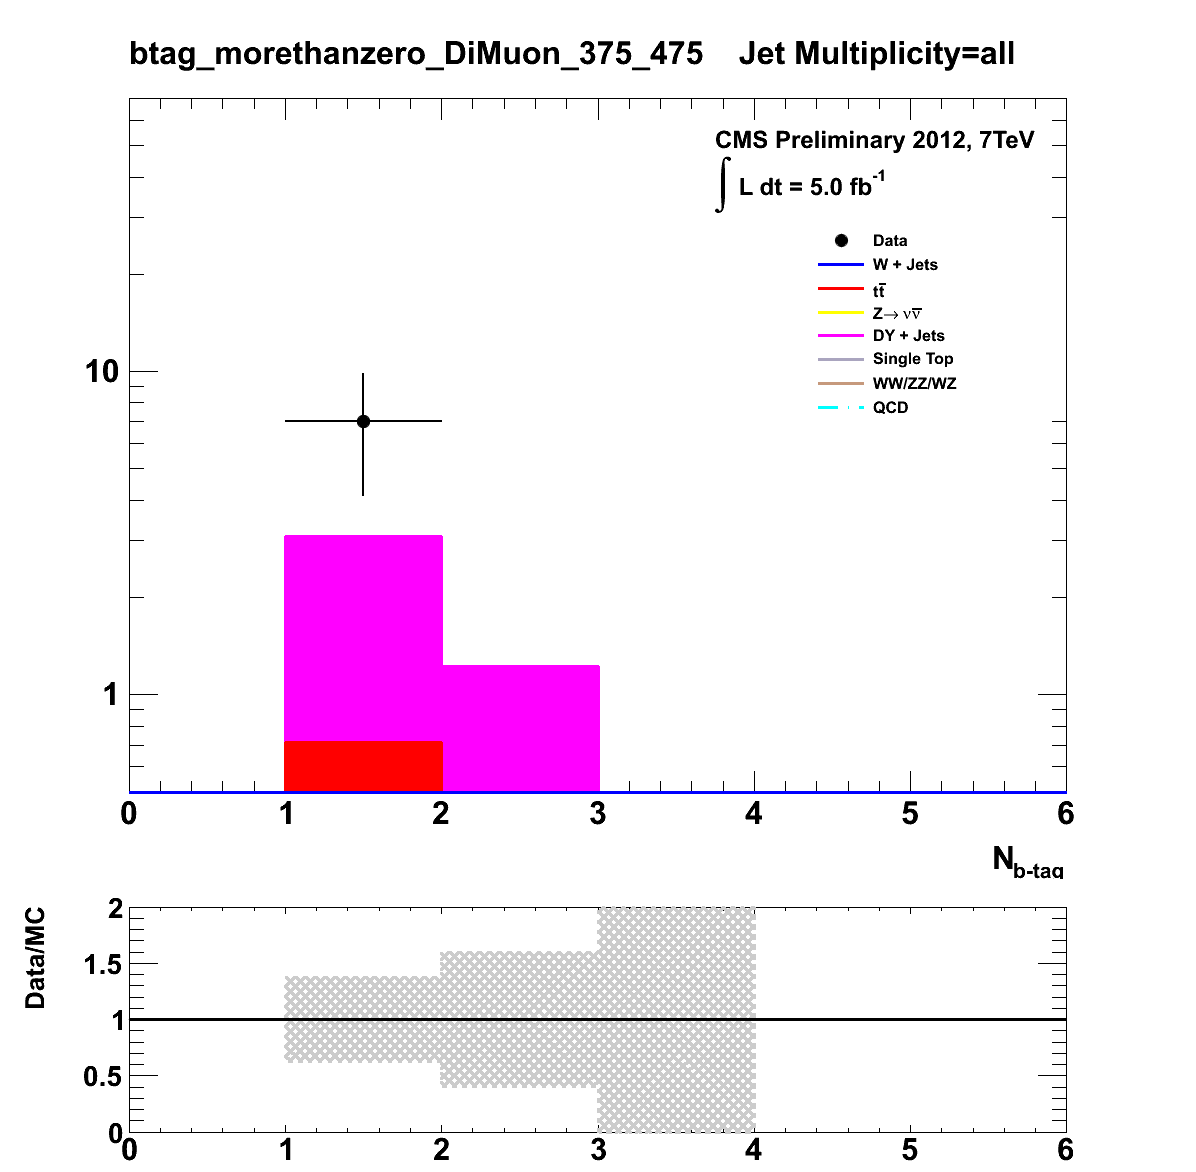 btag_morethanzero_DiMuon_375_475 Jet Multiplicity=all
CMS Preliminary 2012, 7TeV
∫ L dt = 5.0 fb⁻¹
Data
W + Jets
tt̅
Z→ νν̅
DY + Jets
Single Top
WW/ZZ/WZ
QCD
10
1
0 1 2 3 4 5 6
N b-tag
Data/MC
2
1.5
1
0.5
0
0 1 2 3 4 5 6